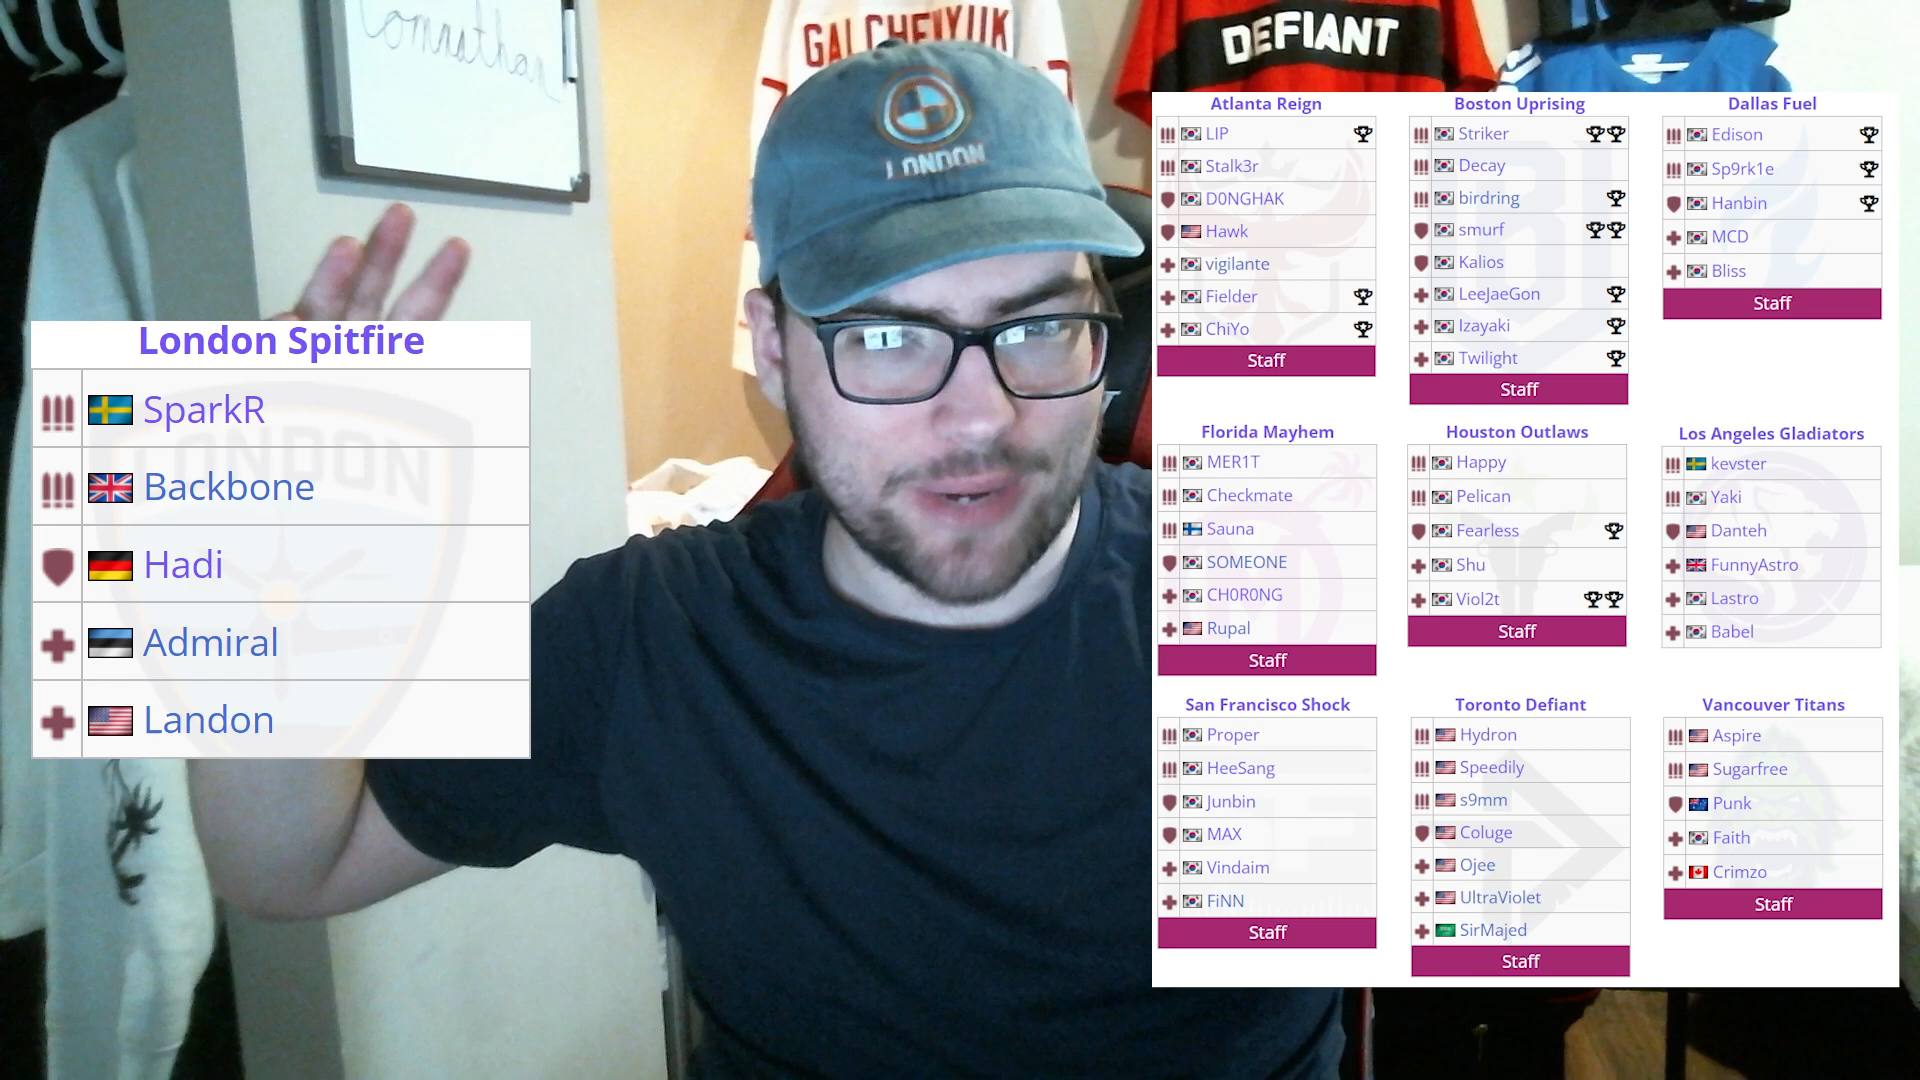 Comnathan
GALCHENYUK
DEFIANT
LONDON
London Spitfire
SparkR
Backbone
Hadi
Admiral
Landon
LONDON
Atlanta Reign
LIP
Stalk3r
D0NGHAK
Hawk
vigilante
Fielder
ChiYo
Staff
Boston Uprising
Striker
Decay
birdring
smurf
Kalios
LeeJaeGon
Izayaki
Twilight
Staff
Dallas Fuel
Edison
Sp9rk1e
Hanbin
MCD
Bliss
Staff
Florida Mayhem
MER1T
Checkmate
Sauna
SOMEONE
CH0R0NG
Rupal
Staff
Houston Outlaws
Happy
Pelican
Fearless
Shu
Viol2t
Staff
Los Angeles Gladiators
kevster
Yaki
Danteh
FunnyAstro
Lastro
Babel
San Francisco Shock
Proper
HeeSang
Junbin
MAX
Vindaim
FiNN
Staff
Toronto Defiant
Hydron
Speedily
s9mm
Coluge
Ojee
UltraViolet
SirMajed
Staff
Vancouver Titans
Aspire
Sugarfree
Punk
Faith
Crimzo
Staff